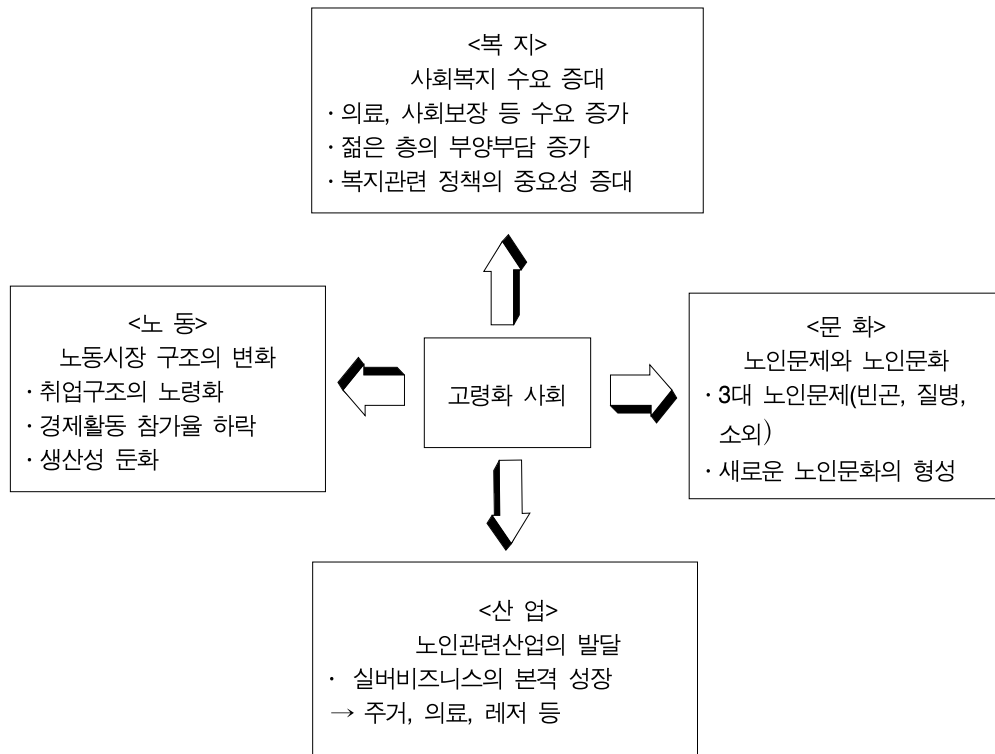 <복 지>
사회복지 수요 증대
· 의료, 사회보장 등 수요 증가
· 젊은 층의 부양부담 증가
· 복지관련 정책의 중요성 증대
<노 동>
노동시장 구조의 변화
· 취업구조의 노령화
· 경제활동 참가율 하락
· 생산성 둔화
고령화 사회
<문 화>
노인문제와 노인문화
· 3대 노인문제(빈곤, 질병,
소외)
· 새로운 노인문화의 형성
<산 업>
노인관련산업의 발달
· 실버비즈니스의 본격 성장
→ 주거, 의료, 레저 등